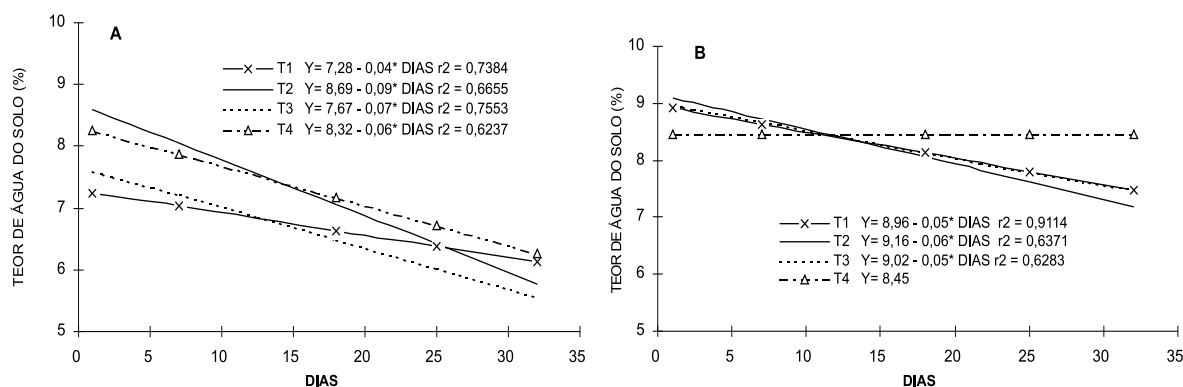 A
T1 Y= 7,28 - 0,04* DIAS r2 = 0,7384
T2 Y= 8,69 - 0,09* DIAS r2 = 0,6655
T3 Y= 7,67 - 0,07* DIAS r2 = 0,7553
T4 Y= 8,32 - 0,06* DIAS r2 = 0,6237
TEOR DE ÁGUA DO SOLO (%)
10
9
8
7
6
5
0 5 10 15 20 25 30 35
DIAS
B
T1 Y= 8,96 - 0,05* DIAS r2 = 0,9114
T2 Y= 9,16 - 0,06* DIAS r2 = 0,6371
T3 Y= 9,02 - 0,05* DIAS r2 = 0,6283
T4 Y= 8,45
TEOR DE ÁGUA DO SOLO (%)
10
9
8
7
6
5
0 5 10 15 20 25 30 35
DIAS